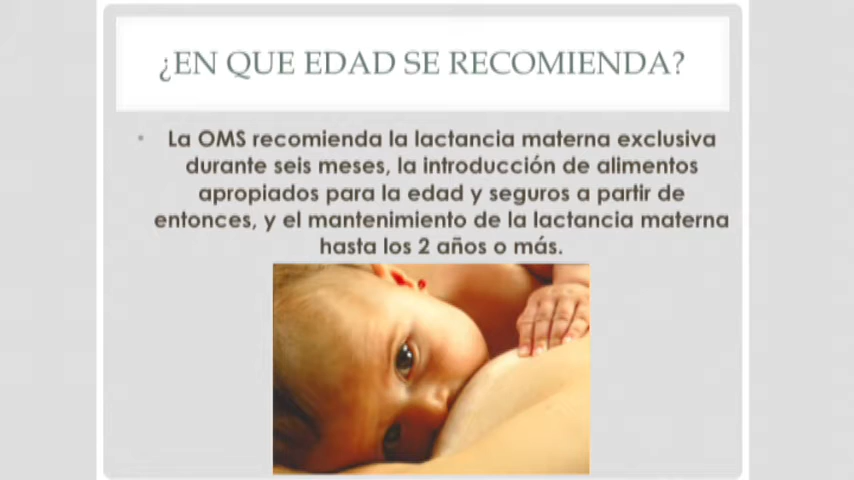 ¿EN QUE EDAD SE RECOMIENDA?
• La OMS recomienda la lactancia materna exclusiva
durante seis meses, la introducción de alimentos
apropiados para la edad y seguros a partir de
entonces, y el mantenimiento de la lactancia materna
hasta los 2 años o más.